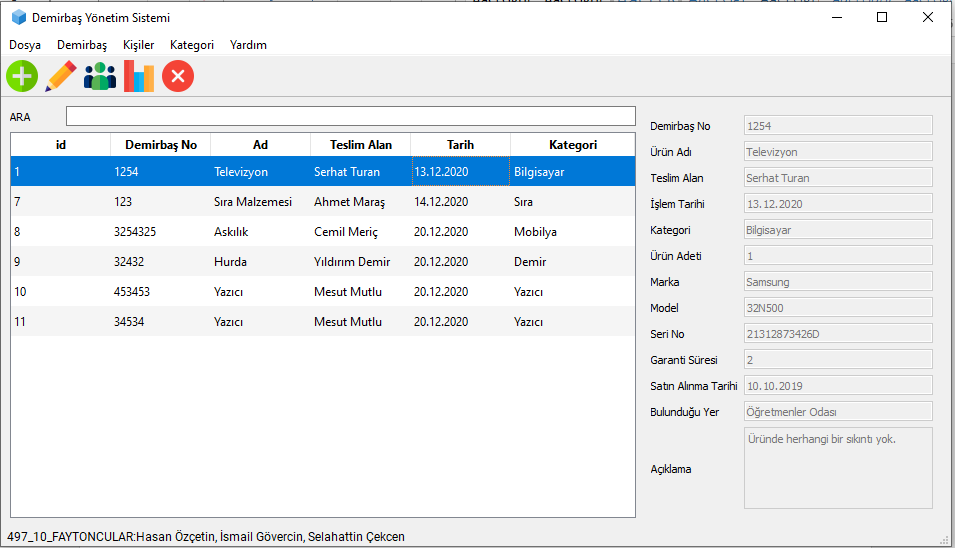 Demirbaş Yönetim Sistemi
Dosya Demirbaş Kişiler Kategori Yardım
ARA
id Demirbaş No Ad Teslim Alan Tarih Kategori
1 1254 Televizyon Serhat Turan 13.12.2020 Bilgisayar
7 123 Sıra Malzemesi Ahmet Maraş 14.12.2020 Sıra
8 3254325 Askılık Cemil Meriç 20.12.2020 Mobilya
9 32432 Hurda Yıldırım Demir 20.12.2020 Demir
10 453453 Yazıcı Mesut Mutlu 20.12.2020 Yazıcı
11 34534 Yazıcı Mesut Mutlu 20.12.2020 Yazıcı
Demirbaş No 1254
Ürün Adı Televizyon
Teslim Alan Serhat Turan
İşlem Tarihi 13.12.2020
Kategori Bilgisayar
Ürün Adeti 1
Marka Samsung
Model 32N500
Seri No 21312873426D
Garanti Süresi 2
Satın Alınma Tarihi 10.10.2019
Bulunduğu Yer Öğretmenler Odası
Açıklama Üründe herhangi bir sıkıntı yok.
497_10_FAYTONCULAR:Hasan Özçetin, İsmail Gövercin, Selahattin Çekcen